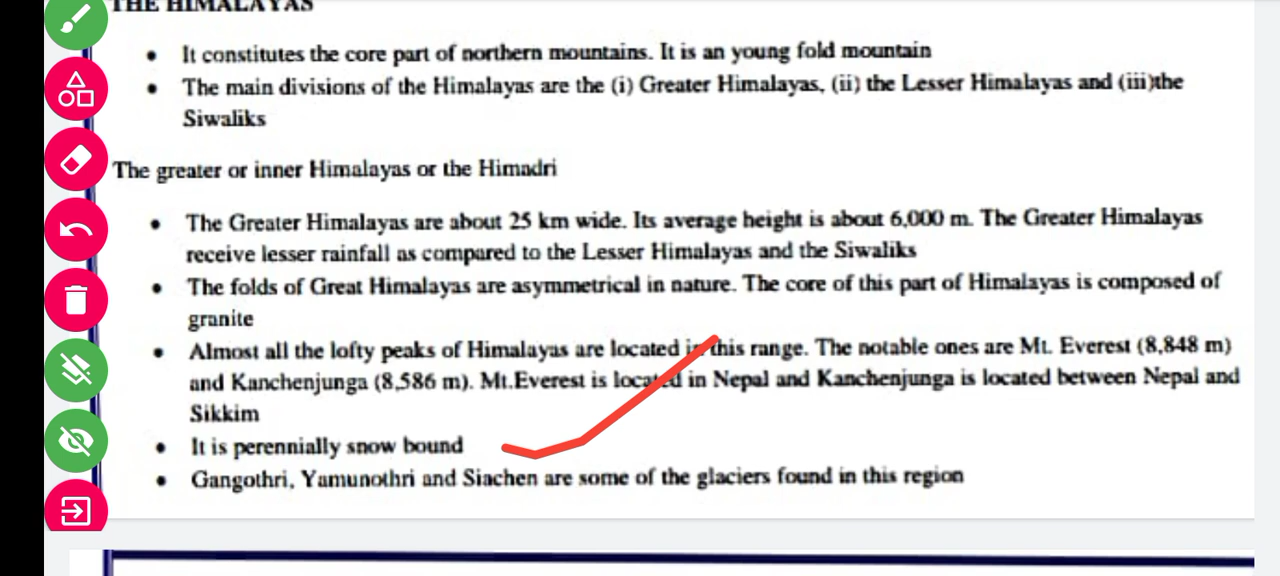 THE HIMALAYAS
• It constitutes the core part of northern mountains. It is an young fold mountain
• The main divisions of the Himalayas are the (i) Greater Himalayas, (ii) the Lesser Himalayas and (iii)the
Siwaliks
The greater or inner Himalayas or the Himadri
• The Greater Himalayas are about 25 km wide. Its average height is about 6,000 m. The Greater Himalayas
receive lesser rainfall as compared to the Lesser Himalayas and the Siwaliks
• The folds of Great Himalayas are asymmetrical in nature. The core of this part of Himalayas is composed of
granite
• Almost all the lofty peaks of Himalayas are located in this range. The notable ones are Mt. Everest (8,848 m)
and Kanchenjunga (8,586 m). Mt.Everest is located in Nepal and Kanchenjunga is located between Nepal and
Sikkim
• It is perennially snow bound
• Gangothri, Yamunothri and Siachen are some of the glaciers found in this region